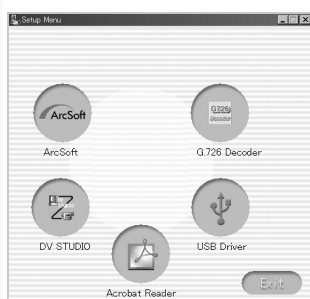 Setup Menu
ArcSoft
G.726
Decoder
ArcSoft
G.726 Decoder
DV STUDIO
USB Driver
Acrobat Reader
Exit